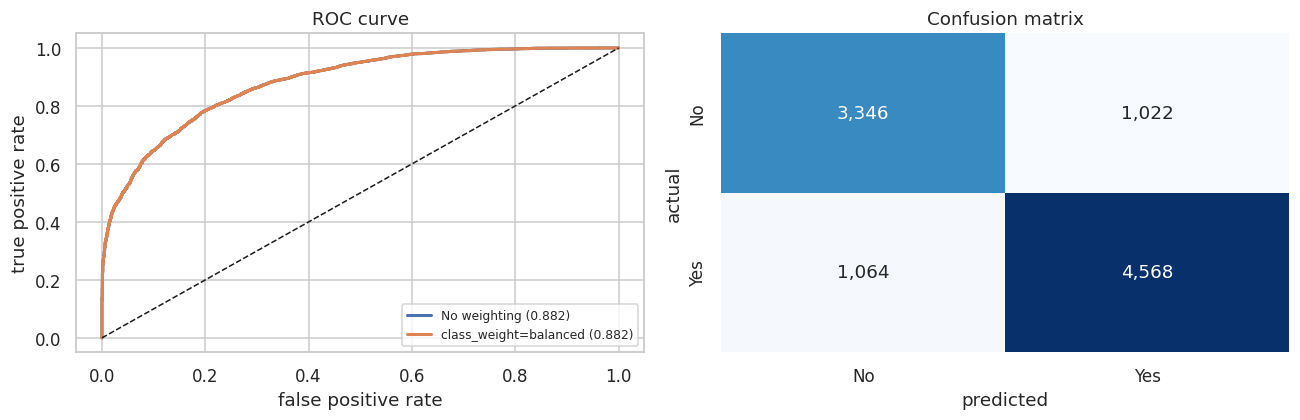 ROC curve
1.0
0.8
0.6
0.4
0.2
0.0
true positive rate
0.0 0.2 0.4 0.6 0.8 1.0
false positive rate
No weighting (0.882)
class_weight=balanced (0.882)
Confusion matrix
actual
No
3,346 1,022
Yes
1,064 4,568
No Yes
predicted